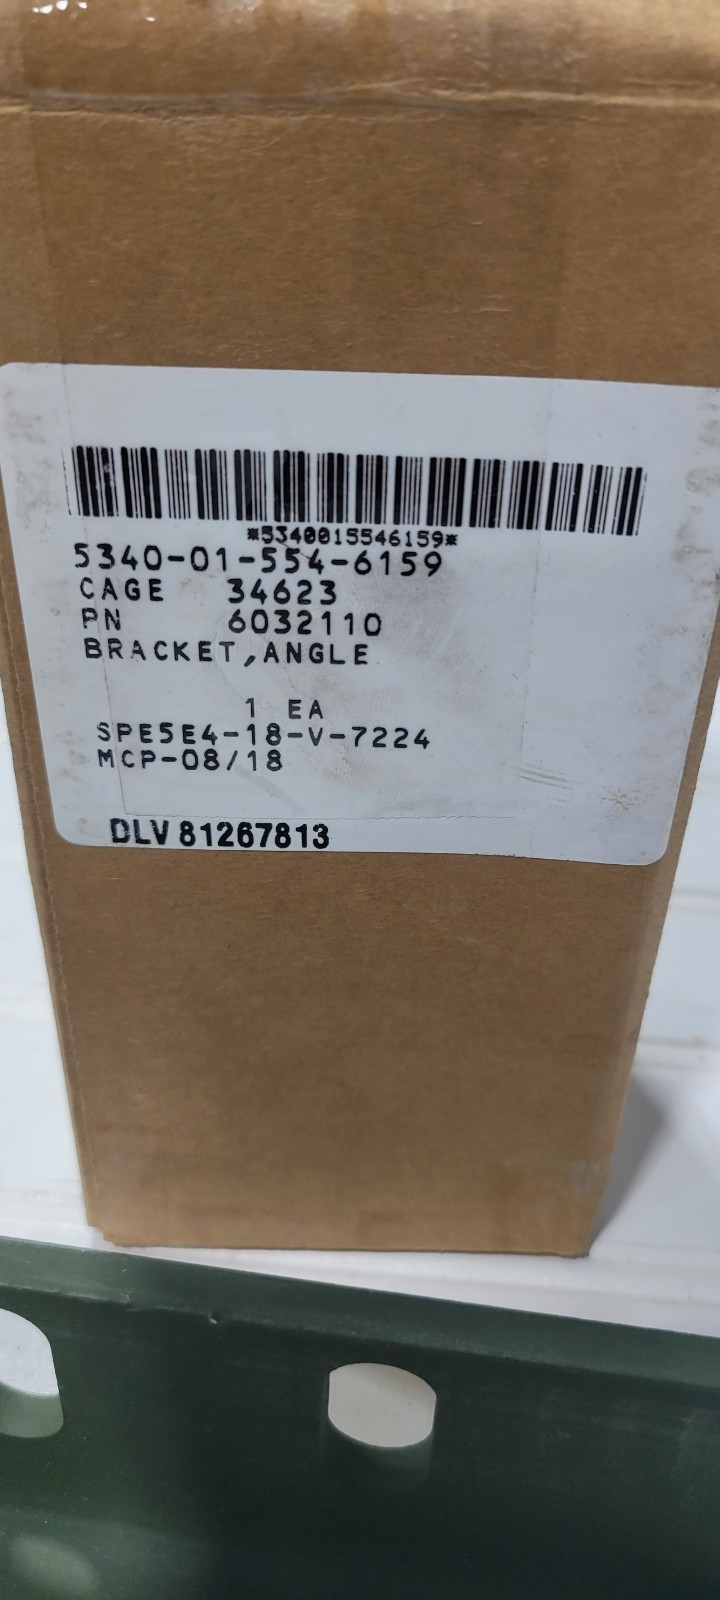 *5340015546159*
5340-01-554-6159
CAGE 34623
PN 6032110
BRACKET,ANGLE
1 EA
SPE5E4-18-V-7224
MCP-08/18
DLV 81267813